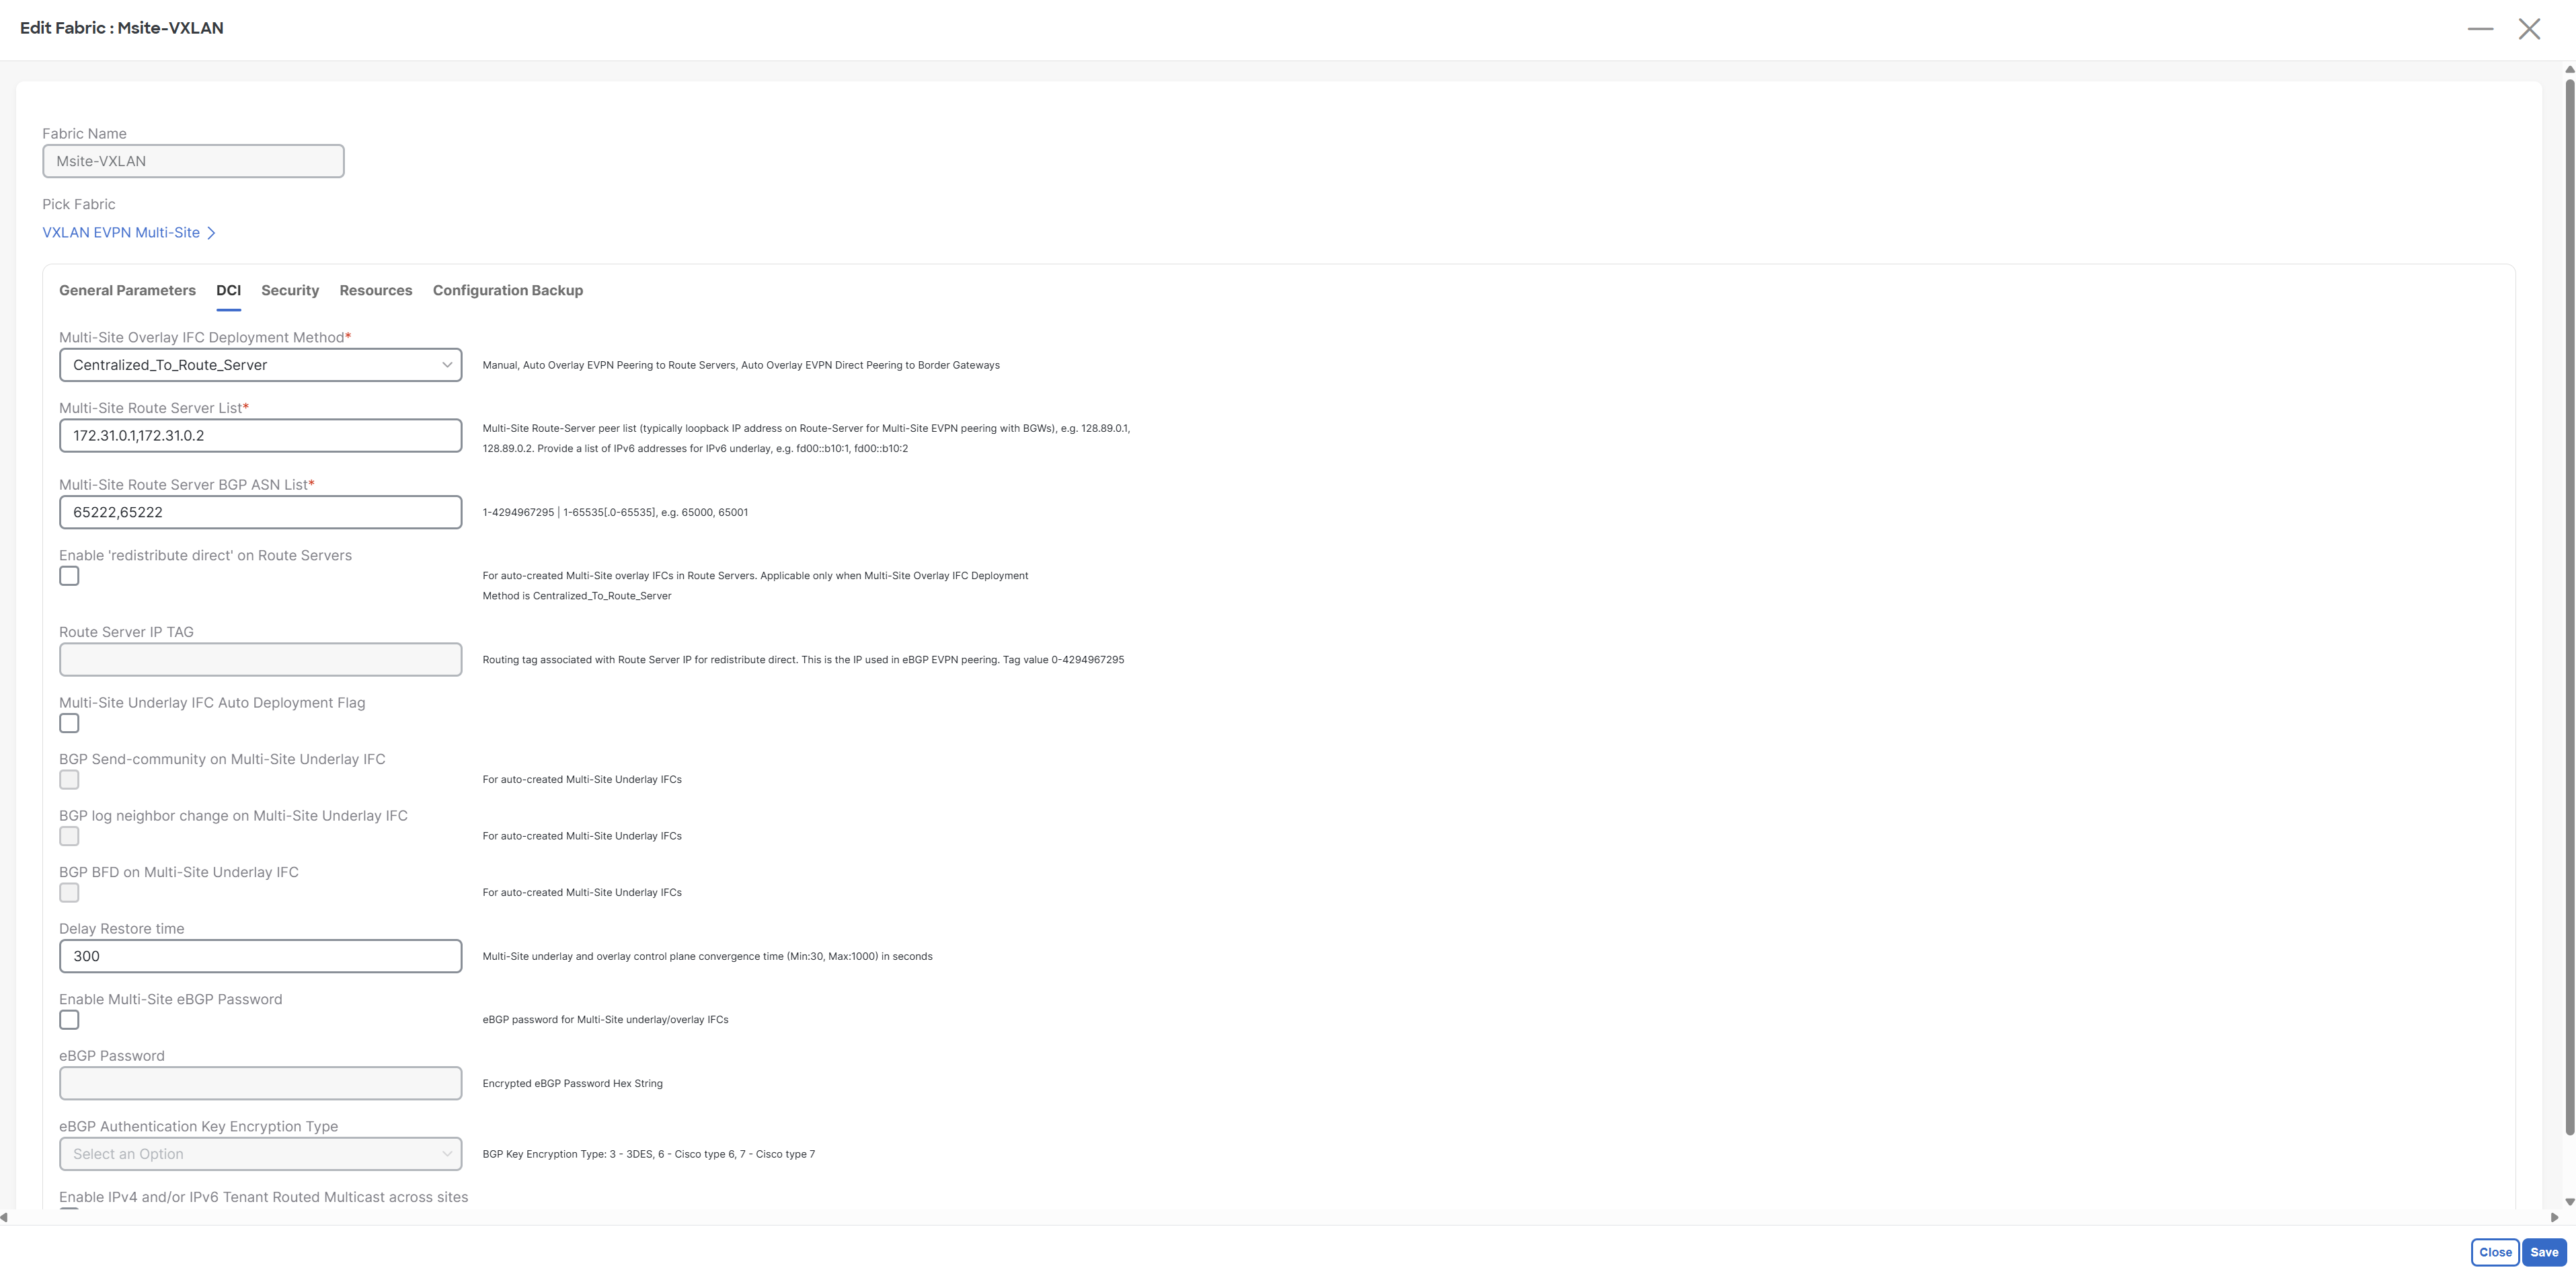 Edit Fabric : Msite-VXLAN
Fabric Name
Msite-VXLAN
Pick Fabric
VXLAN EVPN Multi-Site
General Parameters DCI Security Resources Configuration Backup
Multi-Site Overlay IFC Deployment Method*
Centralized_To_Route_Server
Manual, Auto Overlay EVPN Peering to Route Servers, Auto Overlay EVPN Direct Peering to Border Gateways
Multi-Site Route Server List*
172.31.0.1,172.31.0.2
Multi-Site Route-Server peer list (typically loopback IP address on Route-Server for Multi-Site EVPN peering with BGWs), e.g. 128.89.0.1,
128.89.0.2. Provide a list of IPv6 addresses for IPv6 underlay, e.g. fd00::b10:1, fd00::b10:2
Multi-Site Route Server BGP ASN List*
65222,65222
1-4294967295 | 1-65535[.0-65535], e.g. 65000, 65001
Enable 'redistribute direct' on Route Servers
For auto-created Multi-Site overlay IFCs in Route Servers. Applicable only when Multi-Site Overlay IFC Deployment
Method is Centralized_To_Route_Server
Route Server IP TAG
Routing tag associated with Route Server IP for redistribute direct. This is the IP used in eBGP EVPN peering. Tag value 0-4294967295
Multi-Site Underlay IFC Auto Deployment Flag
BGP Send-community on Multi-Site Underlay IFC
For auto-created Multi-Site Underlay IFCs
BGP log neighbor change on Multi-Site Underlay IFC
For auto-created Multi-Site Underlay IFCs
BGP BFD on Multi-Site Underlay IFC
For auto-created Multi-Site Underlay IFCs
Delay Restore time
300
Multi-Site underlay and overlay control plane convergence time (Min:30, Max:1000) in seconds
Enable Multi-Site eBGP Password
eBGP password for Multi-Site underlay/overlay IFCs
eBGP Password
Encrypted eBGP Password Hex String
eBGP Authentication Key Encryption Type
Select an Option
BGP Key Encryption Type: 3 - 3DES, 6 - Cisco type 6, 7 - Cisco type 7
Enable IPv4 and/or IPv6 Tenant Routed Multicast across sites
Close Save